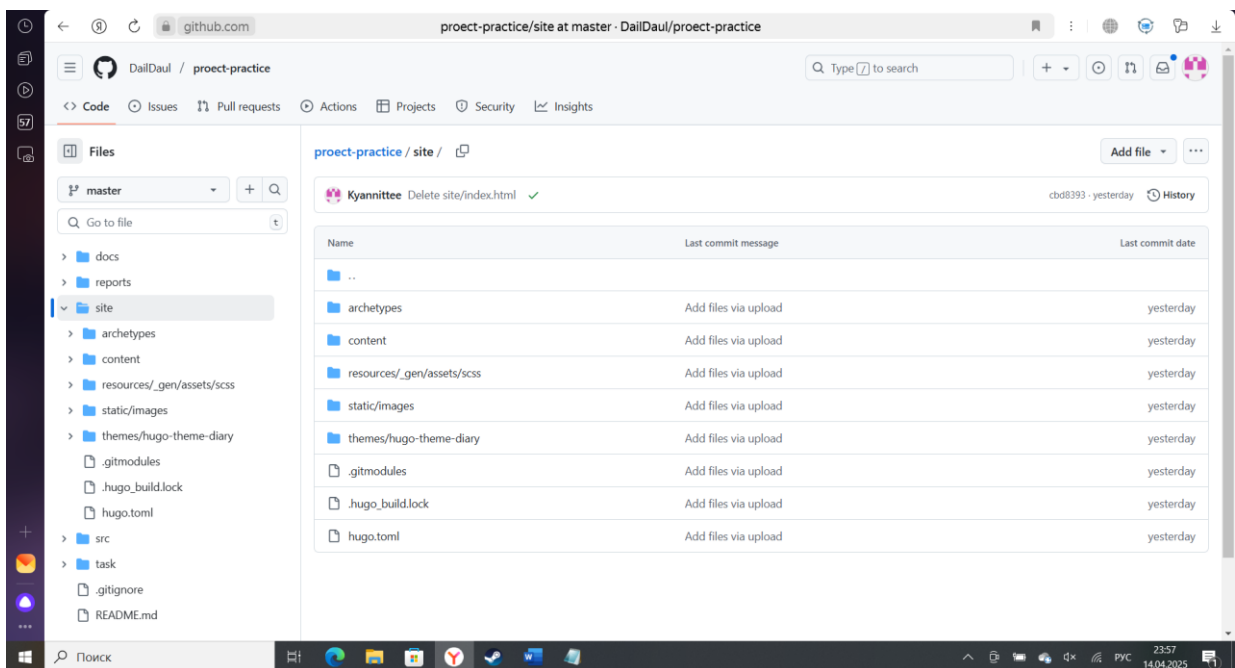 github.com
proect-practice/site at master · DailDaul/proect-practice
DailDaul / proect-practice
Type / to search
<> Code Issues Pull requests Actions Projects Security Insights
57
Files
proect-practice / site /
Add file
master
Kyannittee Delete site/index.html
cbd8393 · yesterday History
Go to file
t
Name Last commit message Last commit date
docs
..
reports
site
archetypes Add files via upload yesterday
archetypes
content Add files via upload yesterday
content
resources/_gen/assets/scss Add files via upload yesterday
resources/_gen/assets/scss
static/images Add files via upload yesterday
static/images
themes/hugo-theme-diary Add files via upload yesterday
themes/hugo-theme-diary
.gitmodules Add files via upload yesterday
.gitmodules
.hugo_build.lock Add files via upload yesterday
.hugo_build.lock
hugo.toml Add files via upload yesterday
hugo.toml
src
task
.gitignore
README.md
Поиск
РУС
23:57
14.04.2025